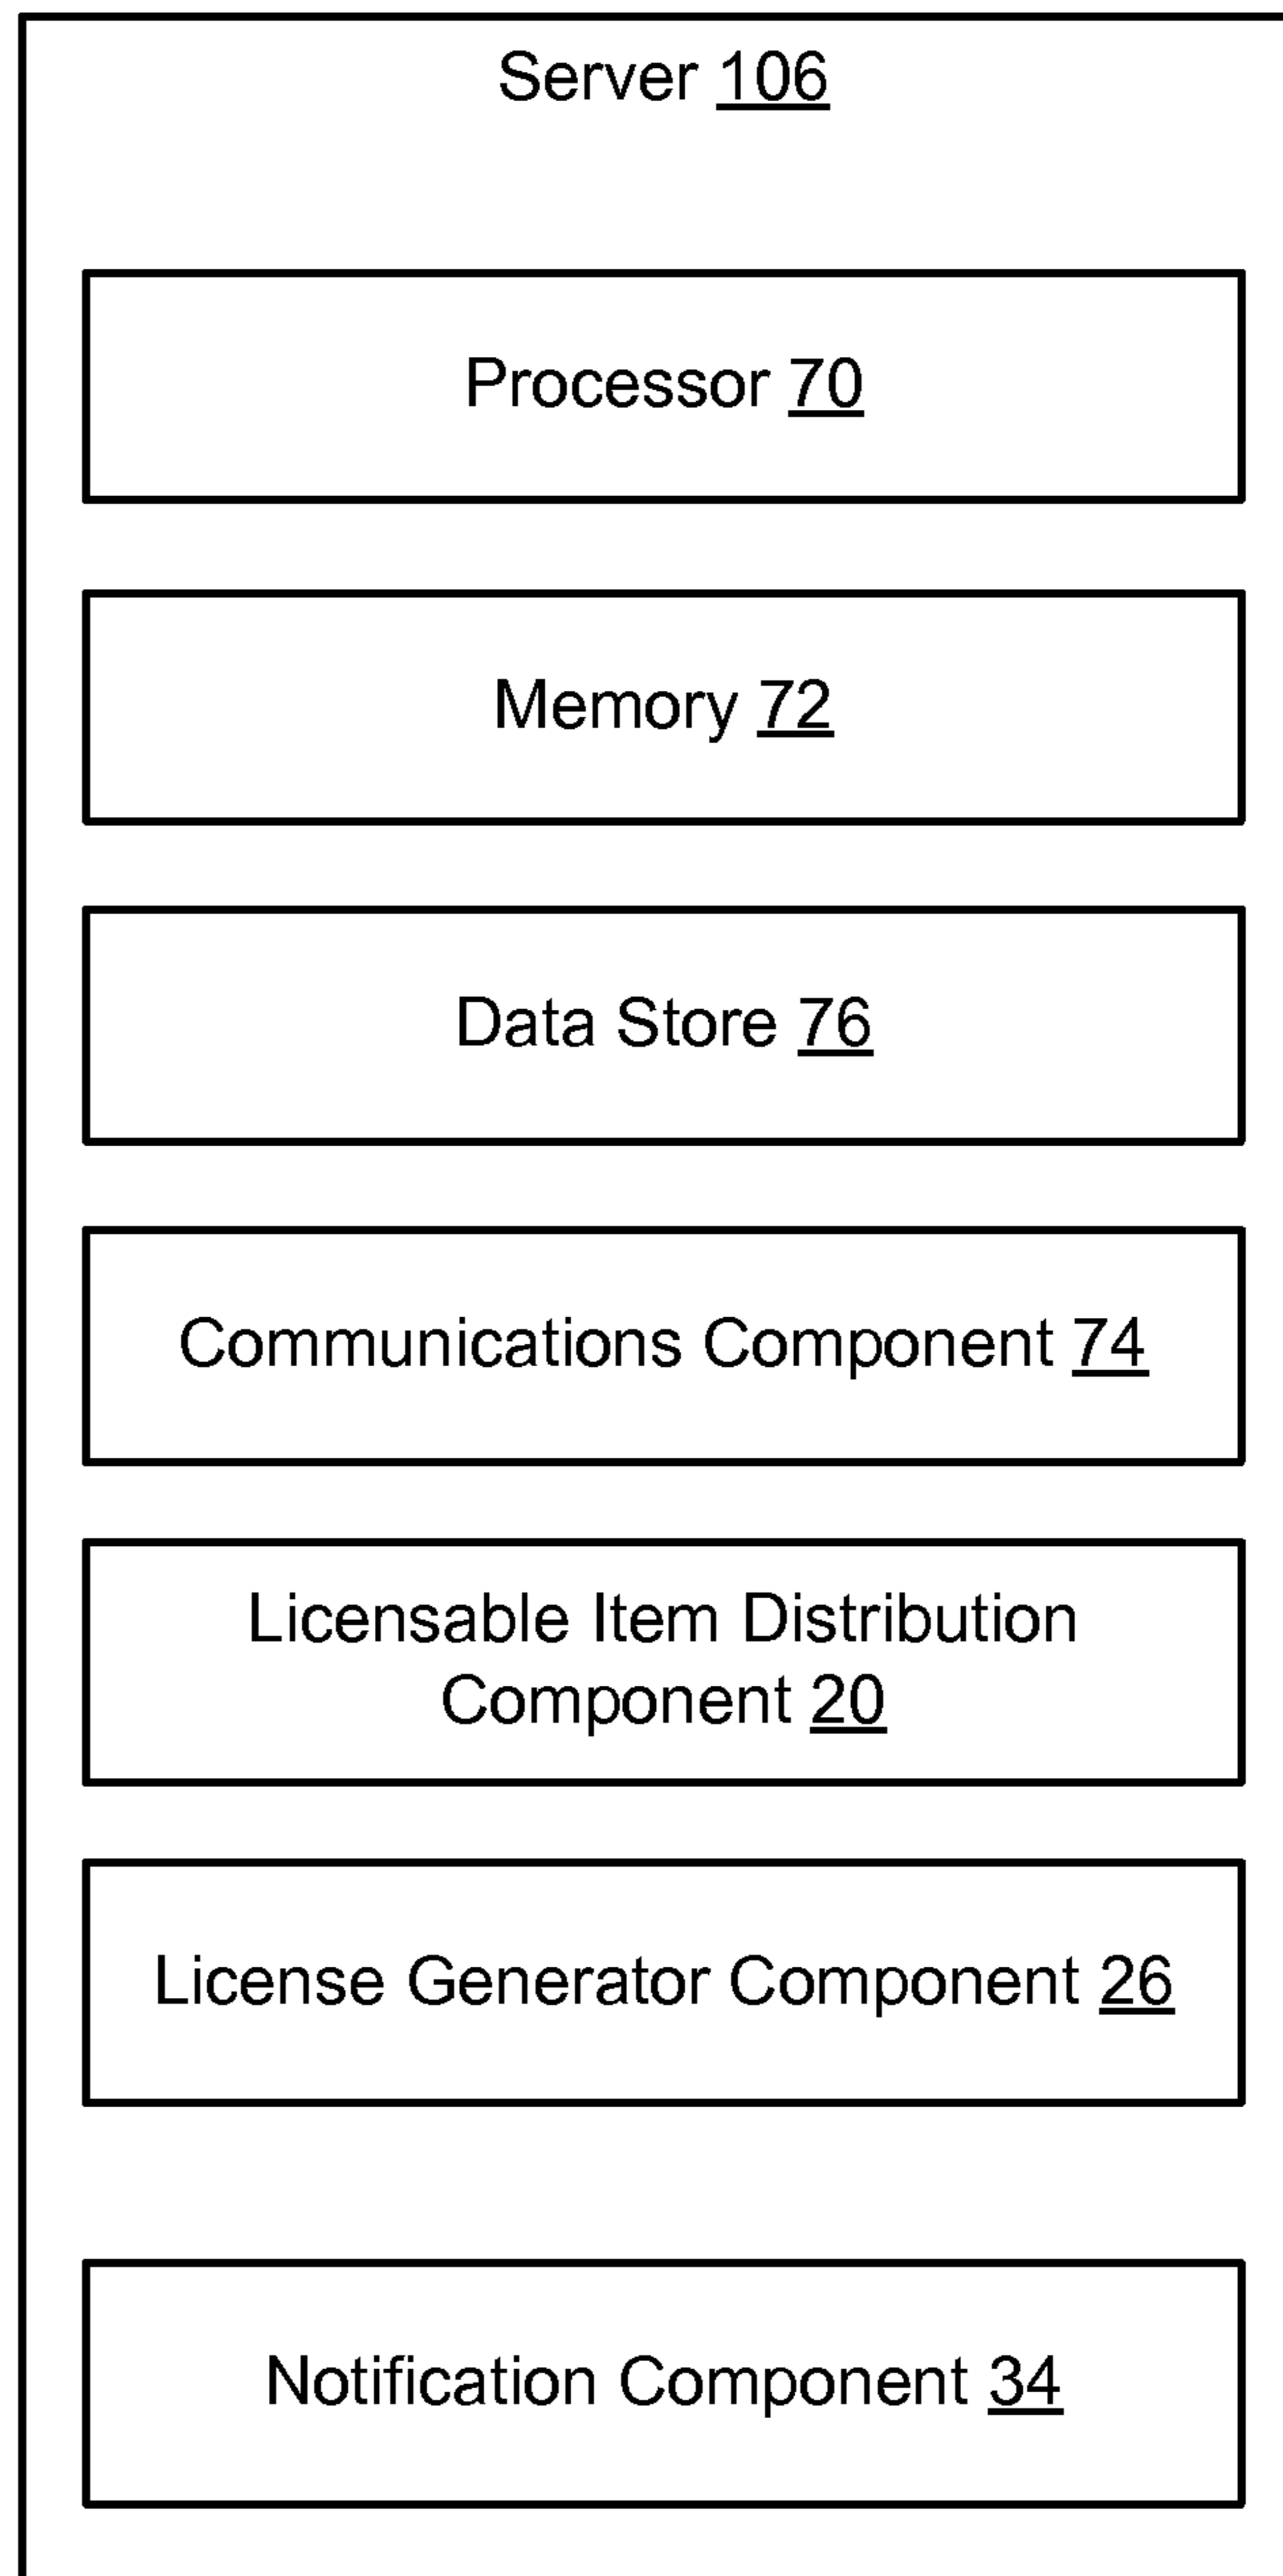 Server 106
Processor 70
Memory 72
Data Store 76
Communications Component 74
Licensable Item Distribution
Component 20
License Generator Component 26
Notification Component 34